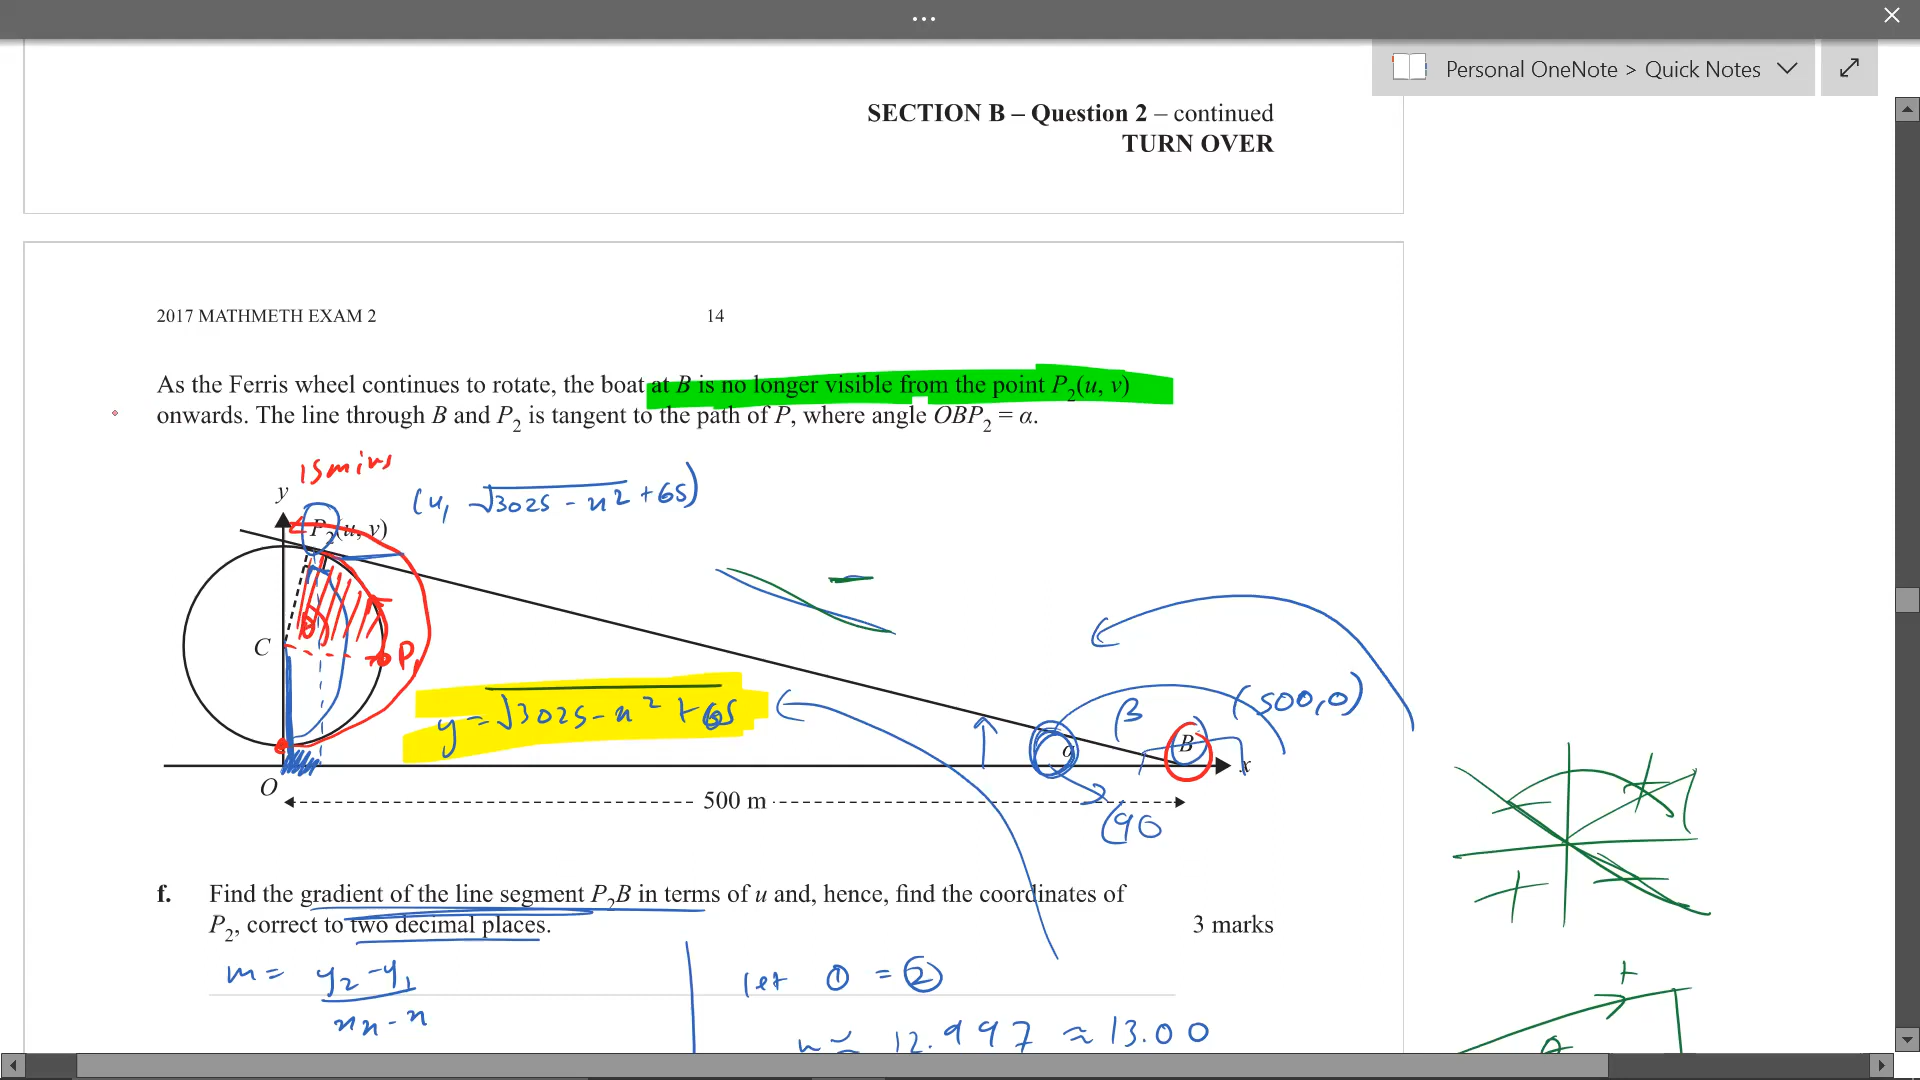 Personal OneNote > Quick Notes
SECTION B – Question 2 – continued
TURN OVER
2017 MATHMETH EXAM 2
14
As the Ferris wheel continues to rotate, the boat at B is no longer visible from the point P₂(u, v)
onwards. The line through B and P₂ is tangent to the path of P, where angle OBP₂ = α.
15mins
y
(u, √3025 - x² + 65)
P₂(u, v)
C
θ
P₁
y = √3025 - x² + 65
β
(500,0)
α
B
x
O
500 m
(90
f. Find the gradient of the line segment P₂B in terms of u and, hence, find the coordinates of
P₂, correct to two decimal places.
3 marks
m = y₂ - y₁
let ① = ②
+
+
+
12.997 ≈ 13.00